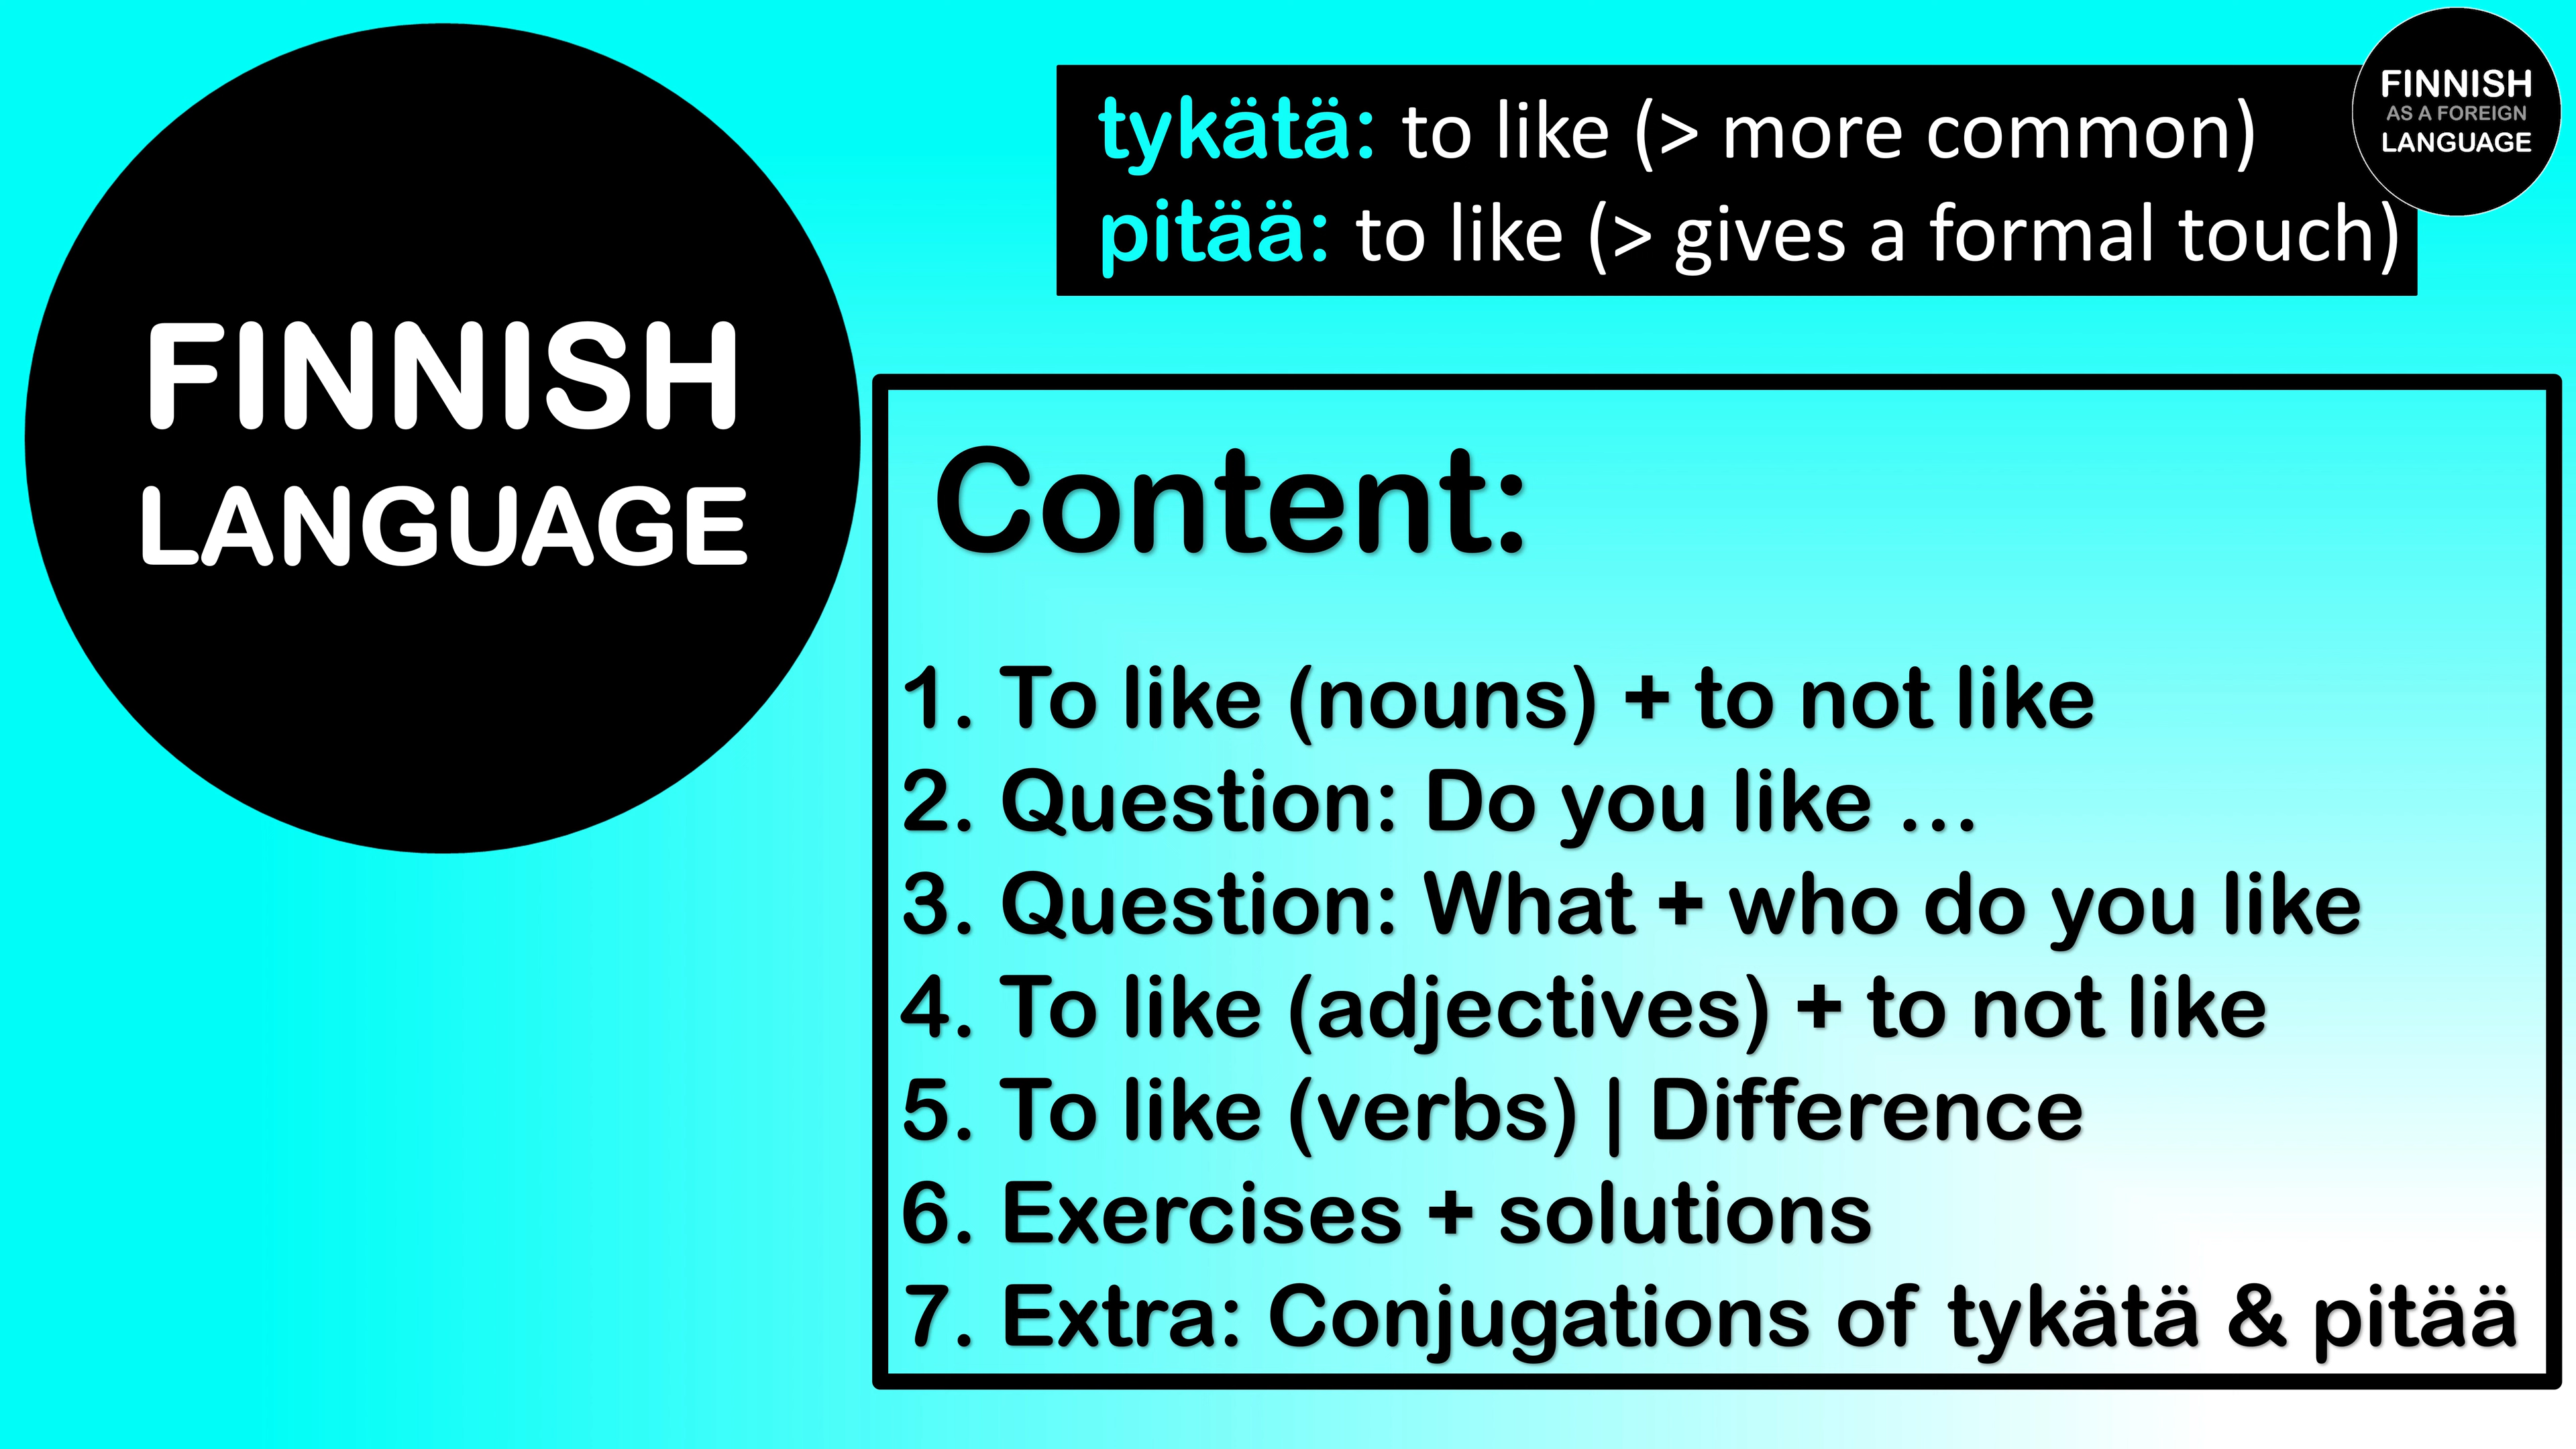 FINNISH
LANGUAGE
tykätä: to like (> more common)
pitää: to like (> gives a formal touch)
FINNISH
AS A FOREIGN
LANGUAGE
Content:
1. To like (nouns) + to not like
2. Question: Do you like ...
3. Question: What + who do you like
4. To like (adjectives) + to not like
5. To like (verbs) | Difference
6. Exercises + solutions
7. Extra: Conjugations of tykätä & pitää